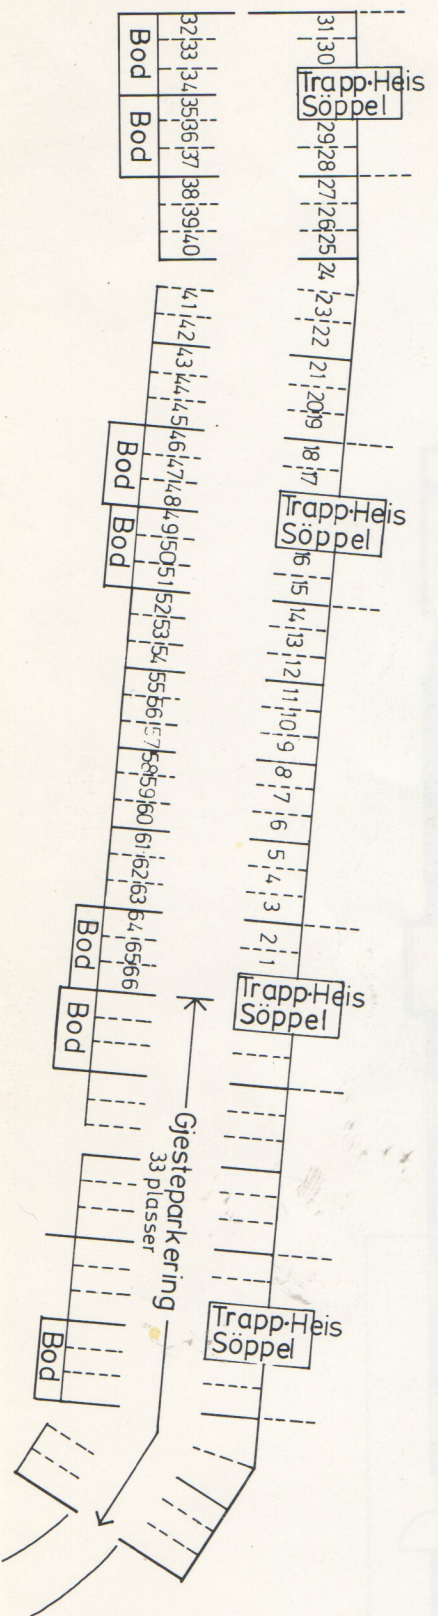 32 33 34 35 36 37 38 39 40
41 42 43 44 45 46 47 48 49 50 51 52 53 54 55 56 57 58 59 60 61 62 63 64 65 66
Bod
Bod
Bod
Bod
Bod
Bod
Bod
31 30
Trapp·Heis
Söppel
29 28 27 26 25 24 23 22 21 20 19 18 17
Trapp·Heis
Söppel
16 15 14 13 12 11 10 9 8 7 6 5 4 3 2 1
Trapp·Heis
Söppel
Gjesteparkering
33 plasser
Trapp·Heis
Söppel